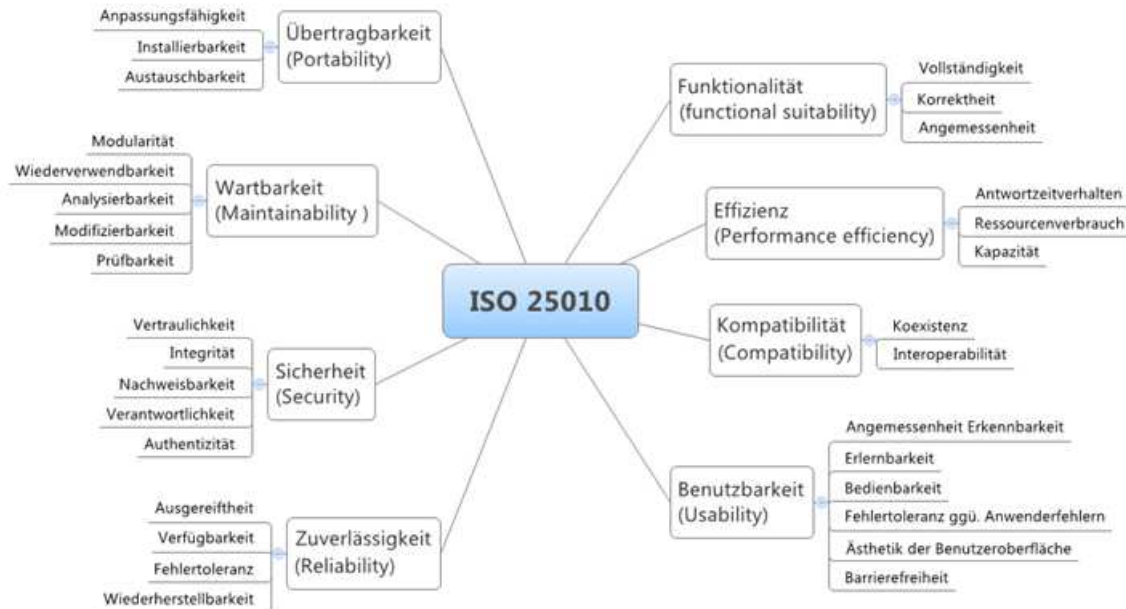 Anpassungsfähigkeit
Installierbarkeit
Austauschbarkeit
Übertragbarkeit
(Portability)
Modularität
Wiederverwendbarkeit
Analysierbarkeit
Modifizierbarkeit
Prüfbarkeit
Wartbarkeit
(Maintainability )
Vertraulichkeit
Integrität
Nachweisbarkeit
Verantwortlichkeit
Authentizität
Sicherheit
(Security)
Ausgereiftheit
Verfügbarkeit
Fehlertoleranz
Wiederherstellbarkeit
Zuverlässigkeit
(Reliability)
ISO 25010
Funktionalität
(functional suitability)
Vollständigkeit
Korrektheit
Angemessenheit
Effizienz
(Performance efficiency)
Antwortzeitverhalten
Ressourcenverbrauch
Kapazität
Kompatibilität
(Compatibility)
Koexistenz
Interoperabilität
Benutzbarkeit
(Usability)
Angemessenheit Erkennbarkeit
Erlernbarkeit
Bedienbarkeit
Fehlertoleranz ggü. Anwenderfehlern
Ästhetik der Benutzeroberfläche
Barrierefreiheit